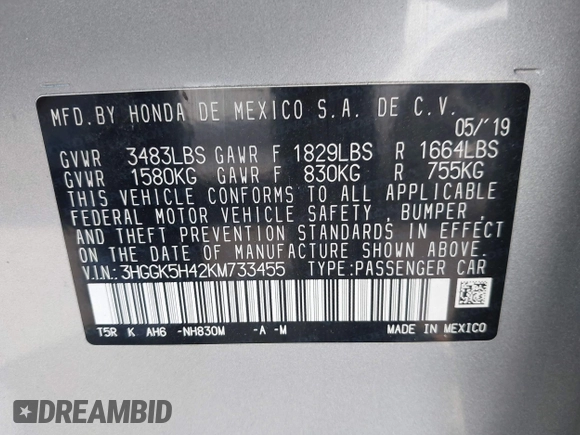 MFD.BY HONDA DE MEXICO S.A. DE C.V.
05/'19
GVWR 3483LBS GAWR F 1829LBS R 1664LBS
GVWR 1580KG GAWR F 830KG R 755KG
THIS VEHICLE CONFORMS TO ALL APPLICABLE
FEDERAL MOTOR VEHICLE SAFETY , BUMPER ,
AND THEFT PREVENTION STANDARDS IN EFFECT
ON THE DATE OF MANUFACTURE SHOWN ABOVE.
V.I.N.: 3HGGK5H42KM733455 TYPE:PASSENGER CAR
T5R K AH6 -NH830M -A -M MADE IN MEXICO
DREAMBID